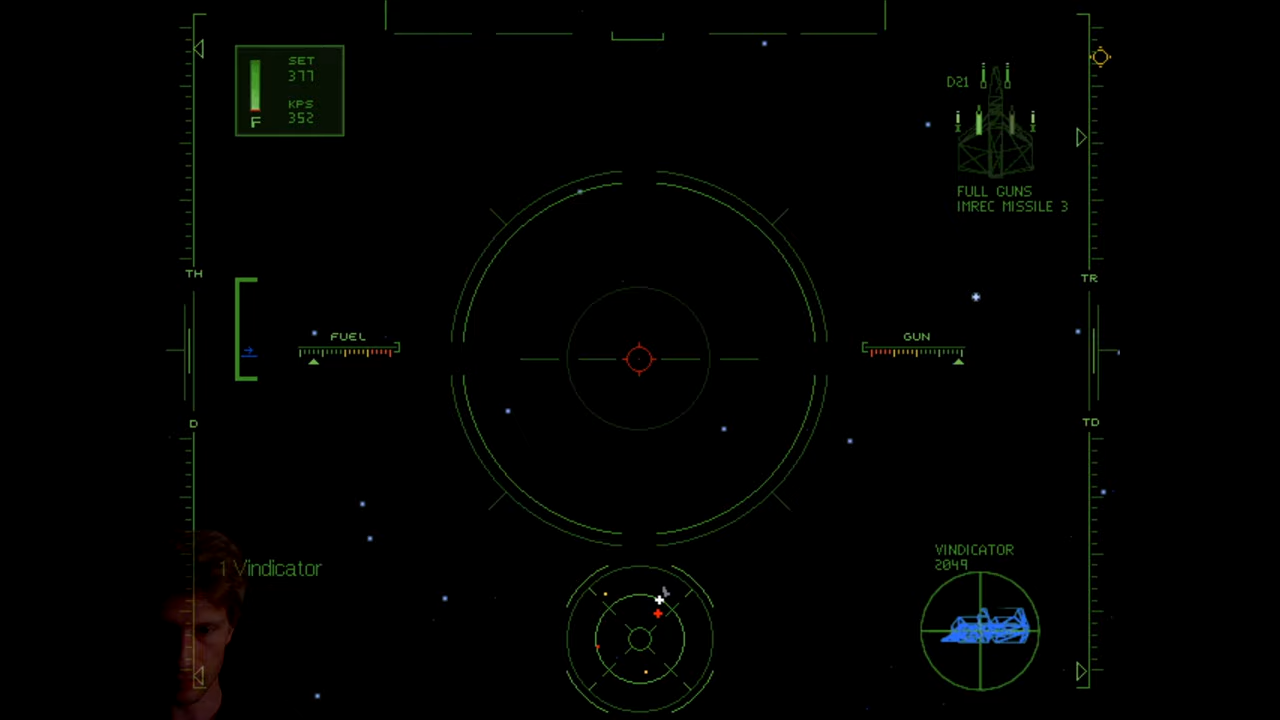 SET
377
KPS
352
F
D21
FULL GUNS
IMREC MISSILE 3
TH
TR
FUEL
GUN
D
TD
VINDICATOR
2049
1 Vindicator